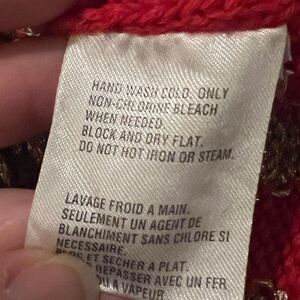 HAND WASH COLD. ONLY
NON-CHLORINE BLEACH
WHEN NEEDED.
BLOCK AND DRY FLAT.
DO NOT HOT IRON OR STEAM.
LAVAGE FROID A MAIN.
SEULEMENT UN AGENT DE
BLANCHIMENT SANS CHLORE SI
NECESSAIRE.
ET SECHER A PLAT.
REPASSER AVEC UN FER
OU A VAPEUR.